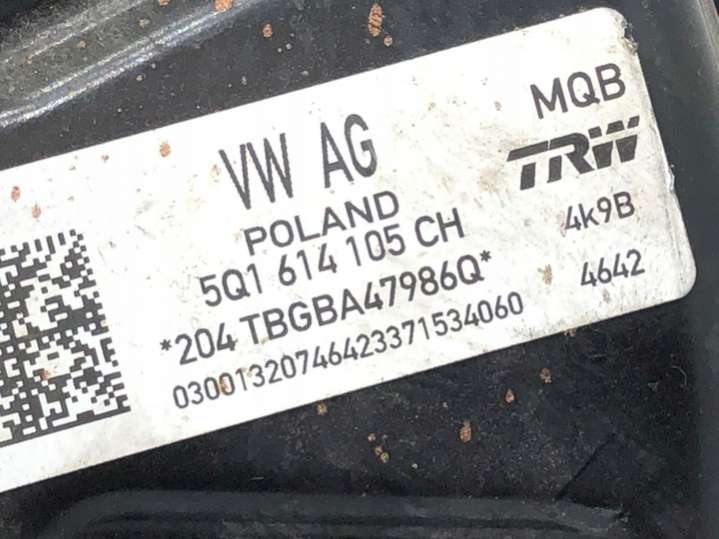 VW AG
MQB
TRW
POLAND
4k9B
5Q1 614 105 CH
4642
*204 TBGBA47986Q*
03001320746423371534060